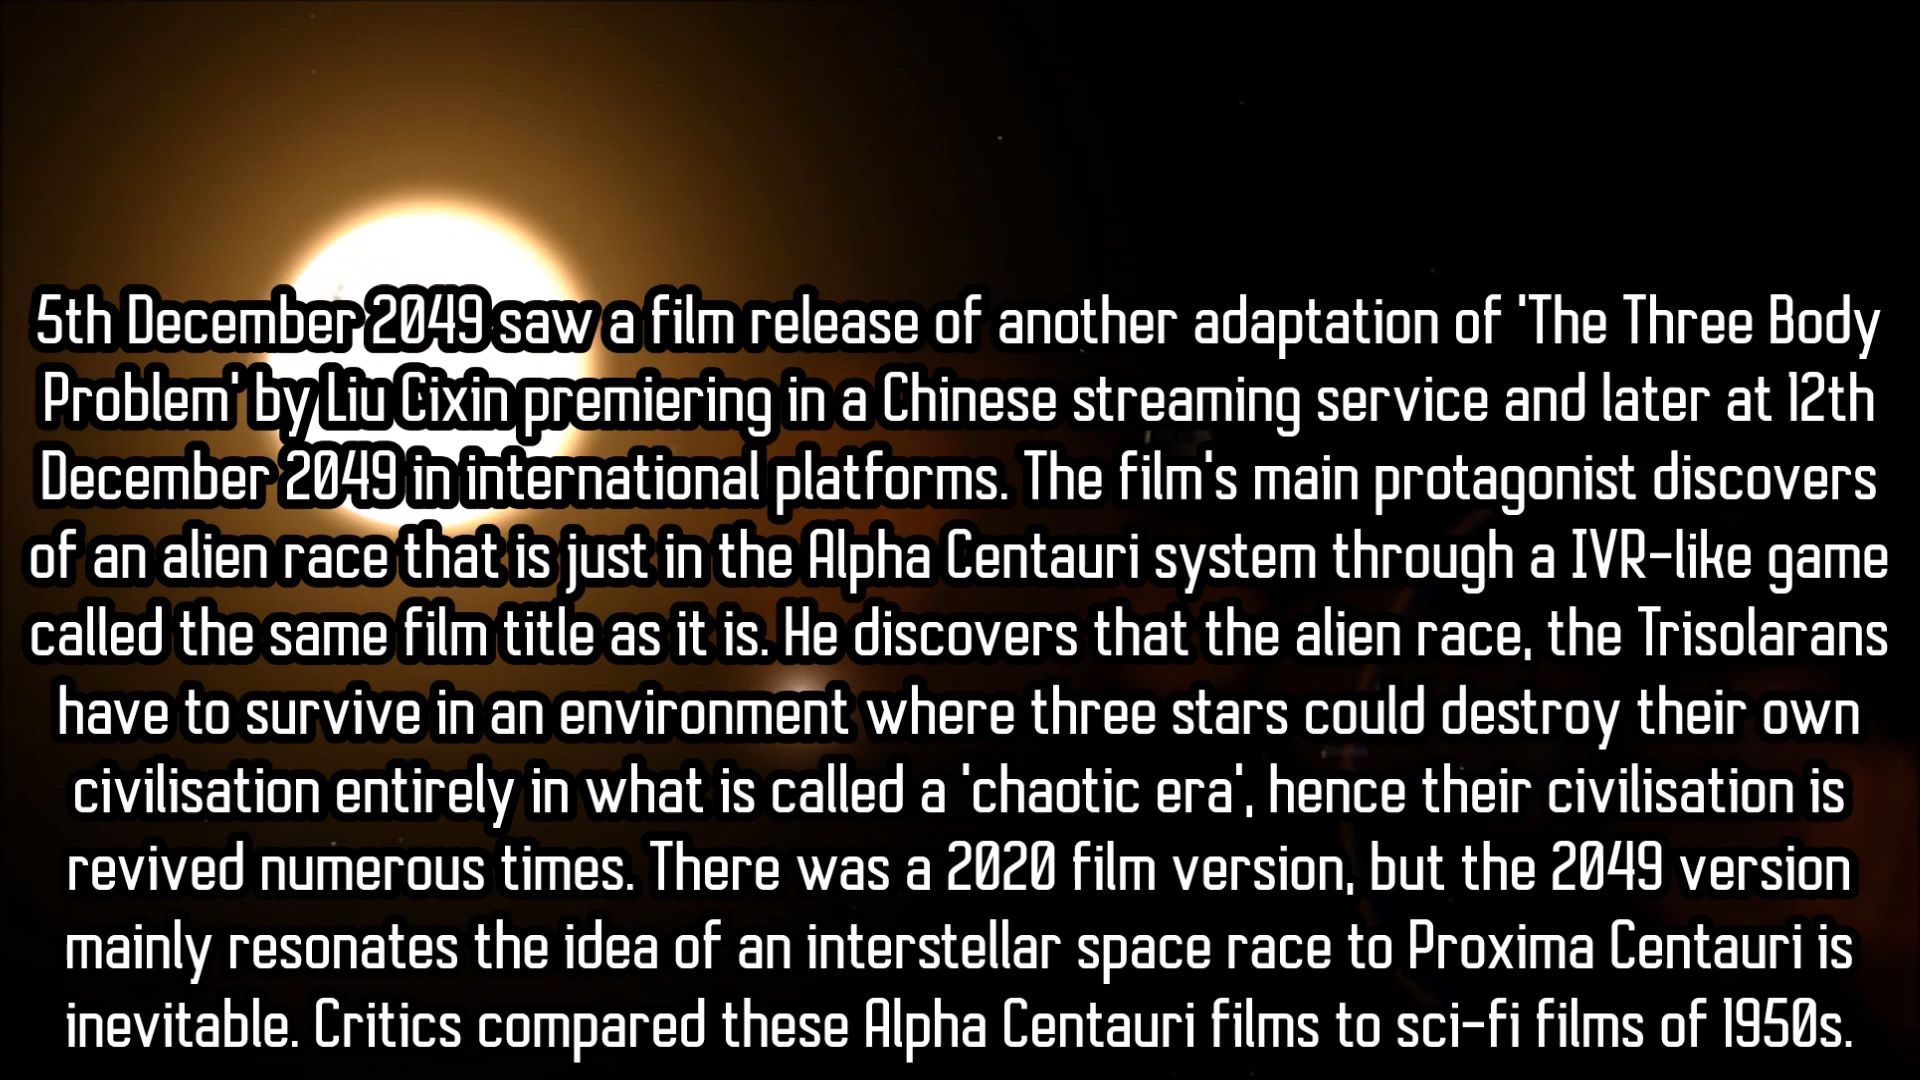 5th December 2049 saw a film release of another adaptation of 'The Three Body
Problem' by Liu Cixin premiering in a Chinese streaming service and later at 12th
December 2049 in international platforms. The film's main protagonist discovers
of an alien race that is just in the Alpha Centauri system through a IVR-like game
called the same film title as it is. He discovers that the alien race, the Trisolarans
have to survive in an environment where three stars could destroy their own
civilisation entirely in what is called a 'chaotic era', hence their civilisation is
revived numerous times. There was a 2020 film version, but the 2049 version
mainly resonates the idea of an interstellar space race to Proxima Centauri is
inevitable. Critics compared these Alpha Centauri films to sci-fi films of 1950s.